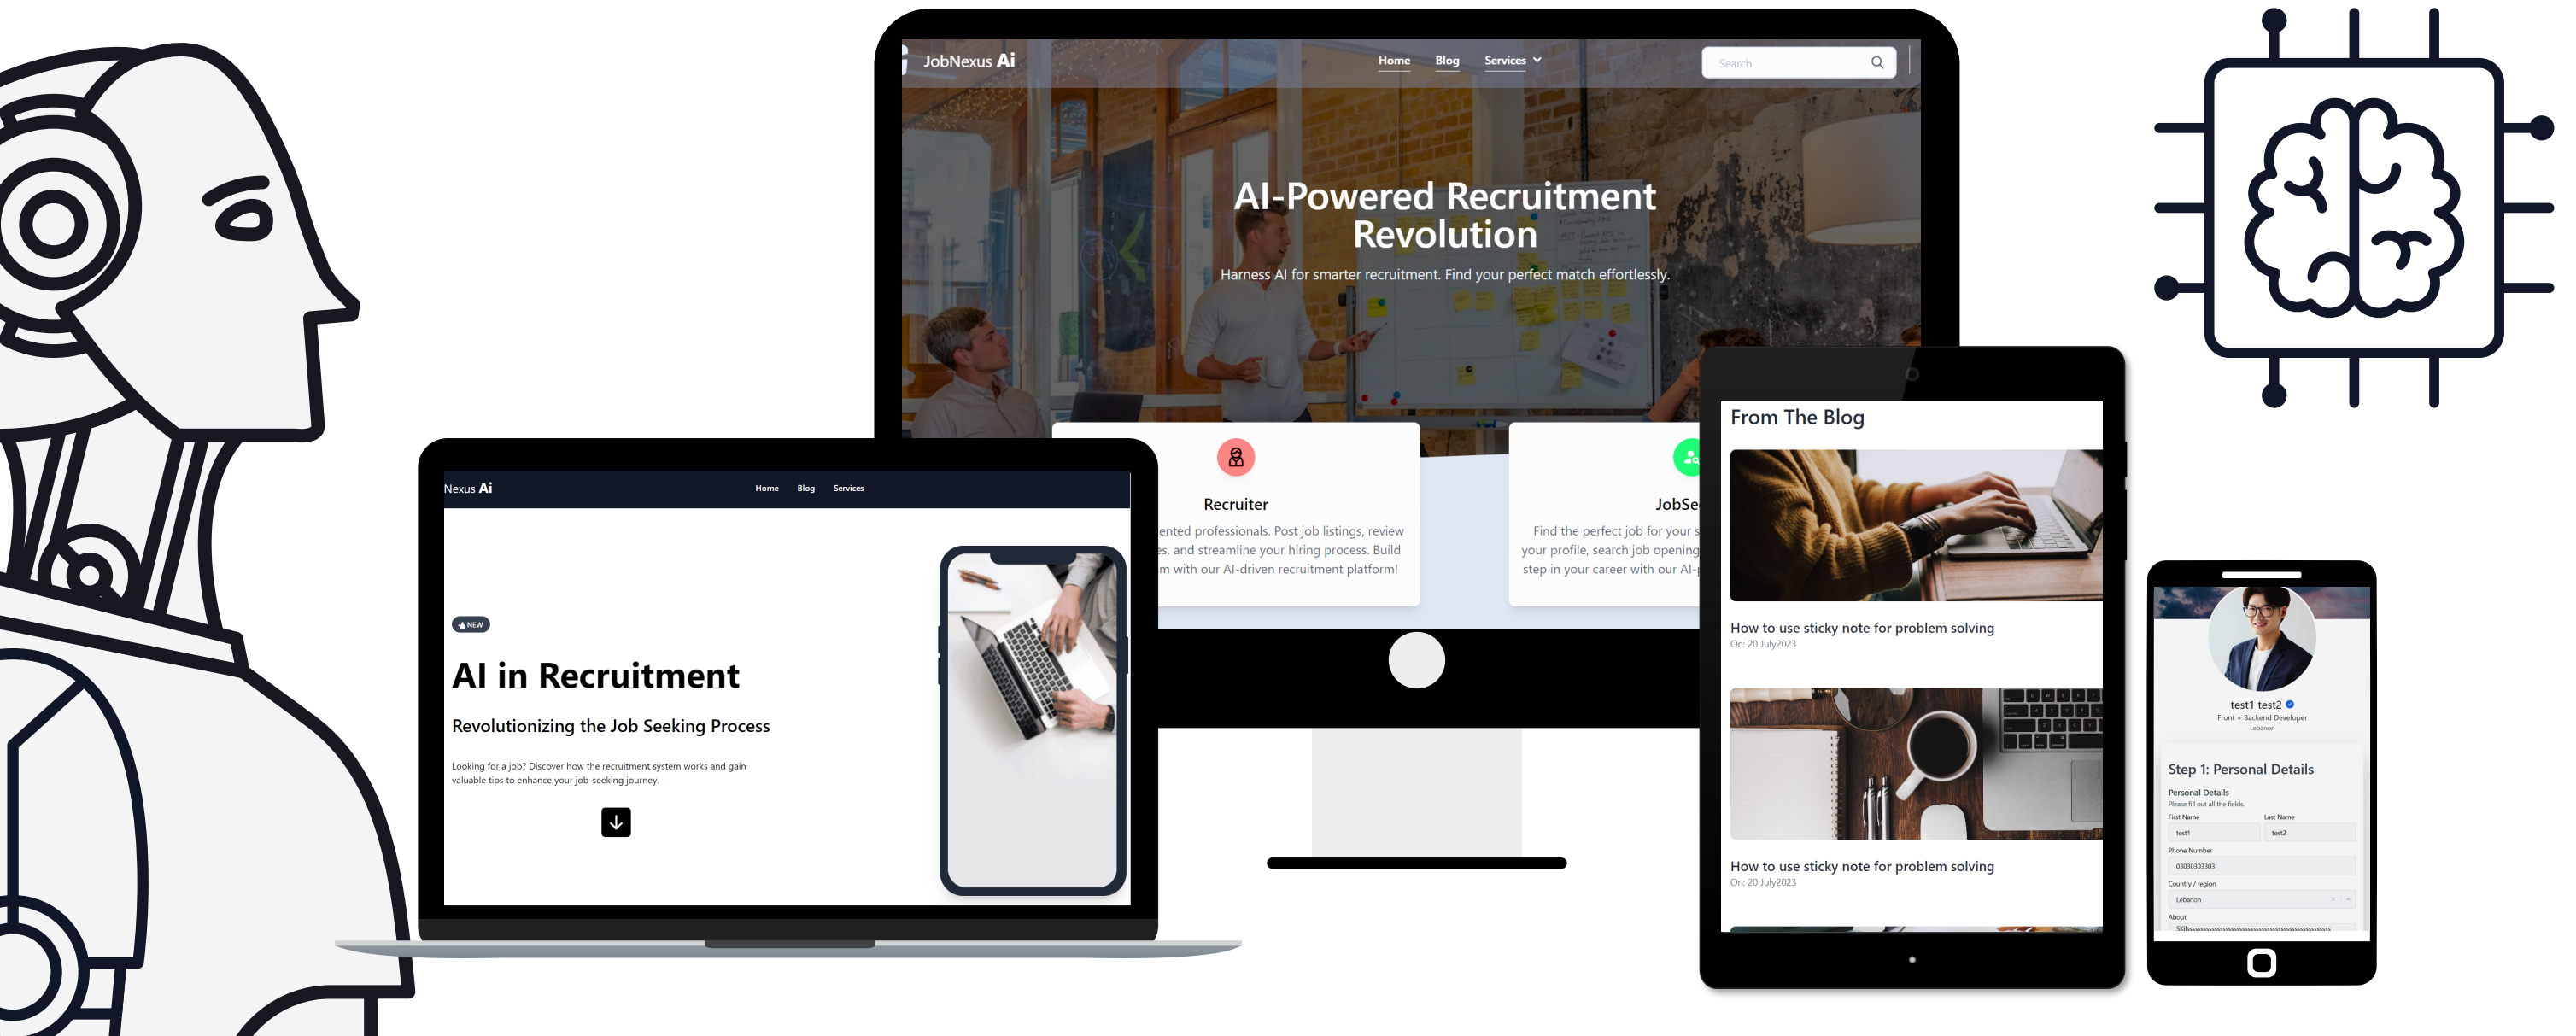 JobNexus Ai
Home Blog Services
Search
AI-Powered Recruitment
Revolution
Harness AI for smarter recruitment. Find your perfect match effortlessly.
Recruiter
ented professionals. Post job listings, review
es, and streamline your hiring process. Build
m with our AI-driven recruitment platform!
JobSe
Find the perfect job for your s
your profile, search job opening
step in your career with our AI-p
Nexus Ai
Home Blog Services
NEW
AI in Recruitment
Revolutionizing the Job Seeking Process
Looking for a job? Discover how the recruitment system works and gain
valuable tips to enhance your job-seeking journey.
From The Blog
How to use sticky note for problem solving
On: 20 July2023
How to use sticky note for problem solving
On: 20 July2023
test1 test2
Front + Backend Developer
Lebanon
Step 1: Personal Details
Personal Details
Please fill out all the fields.
First Name Last Name
test1 test2
Phone Number
03030303303
Country / region
Lebanon
About